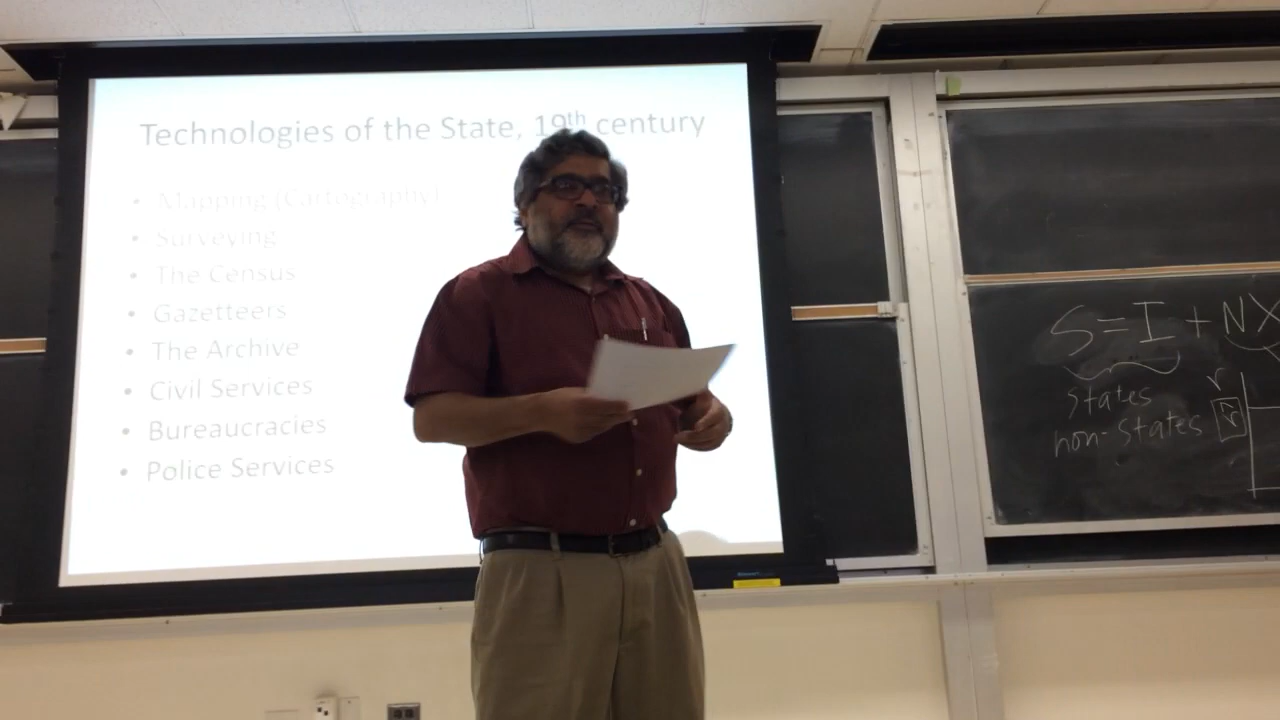 Technologies of the State, 19th century
• Mapping (Cartography)
• Surveying
• The Census
• Gazetteers
• The Archive
• Civil Services
• Bureaucracies
• Police Services
S = I + NX
States
non-States
r